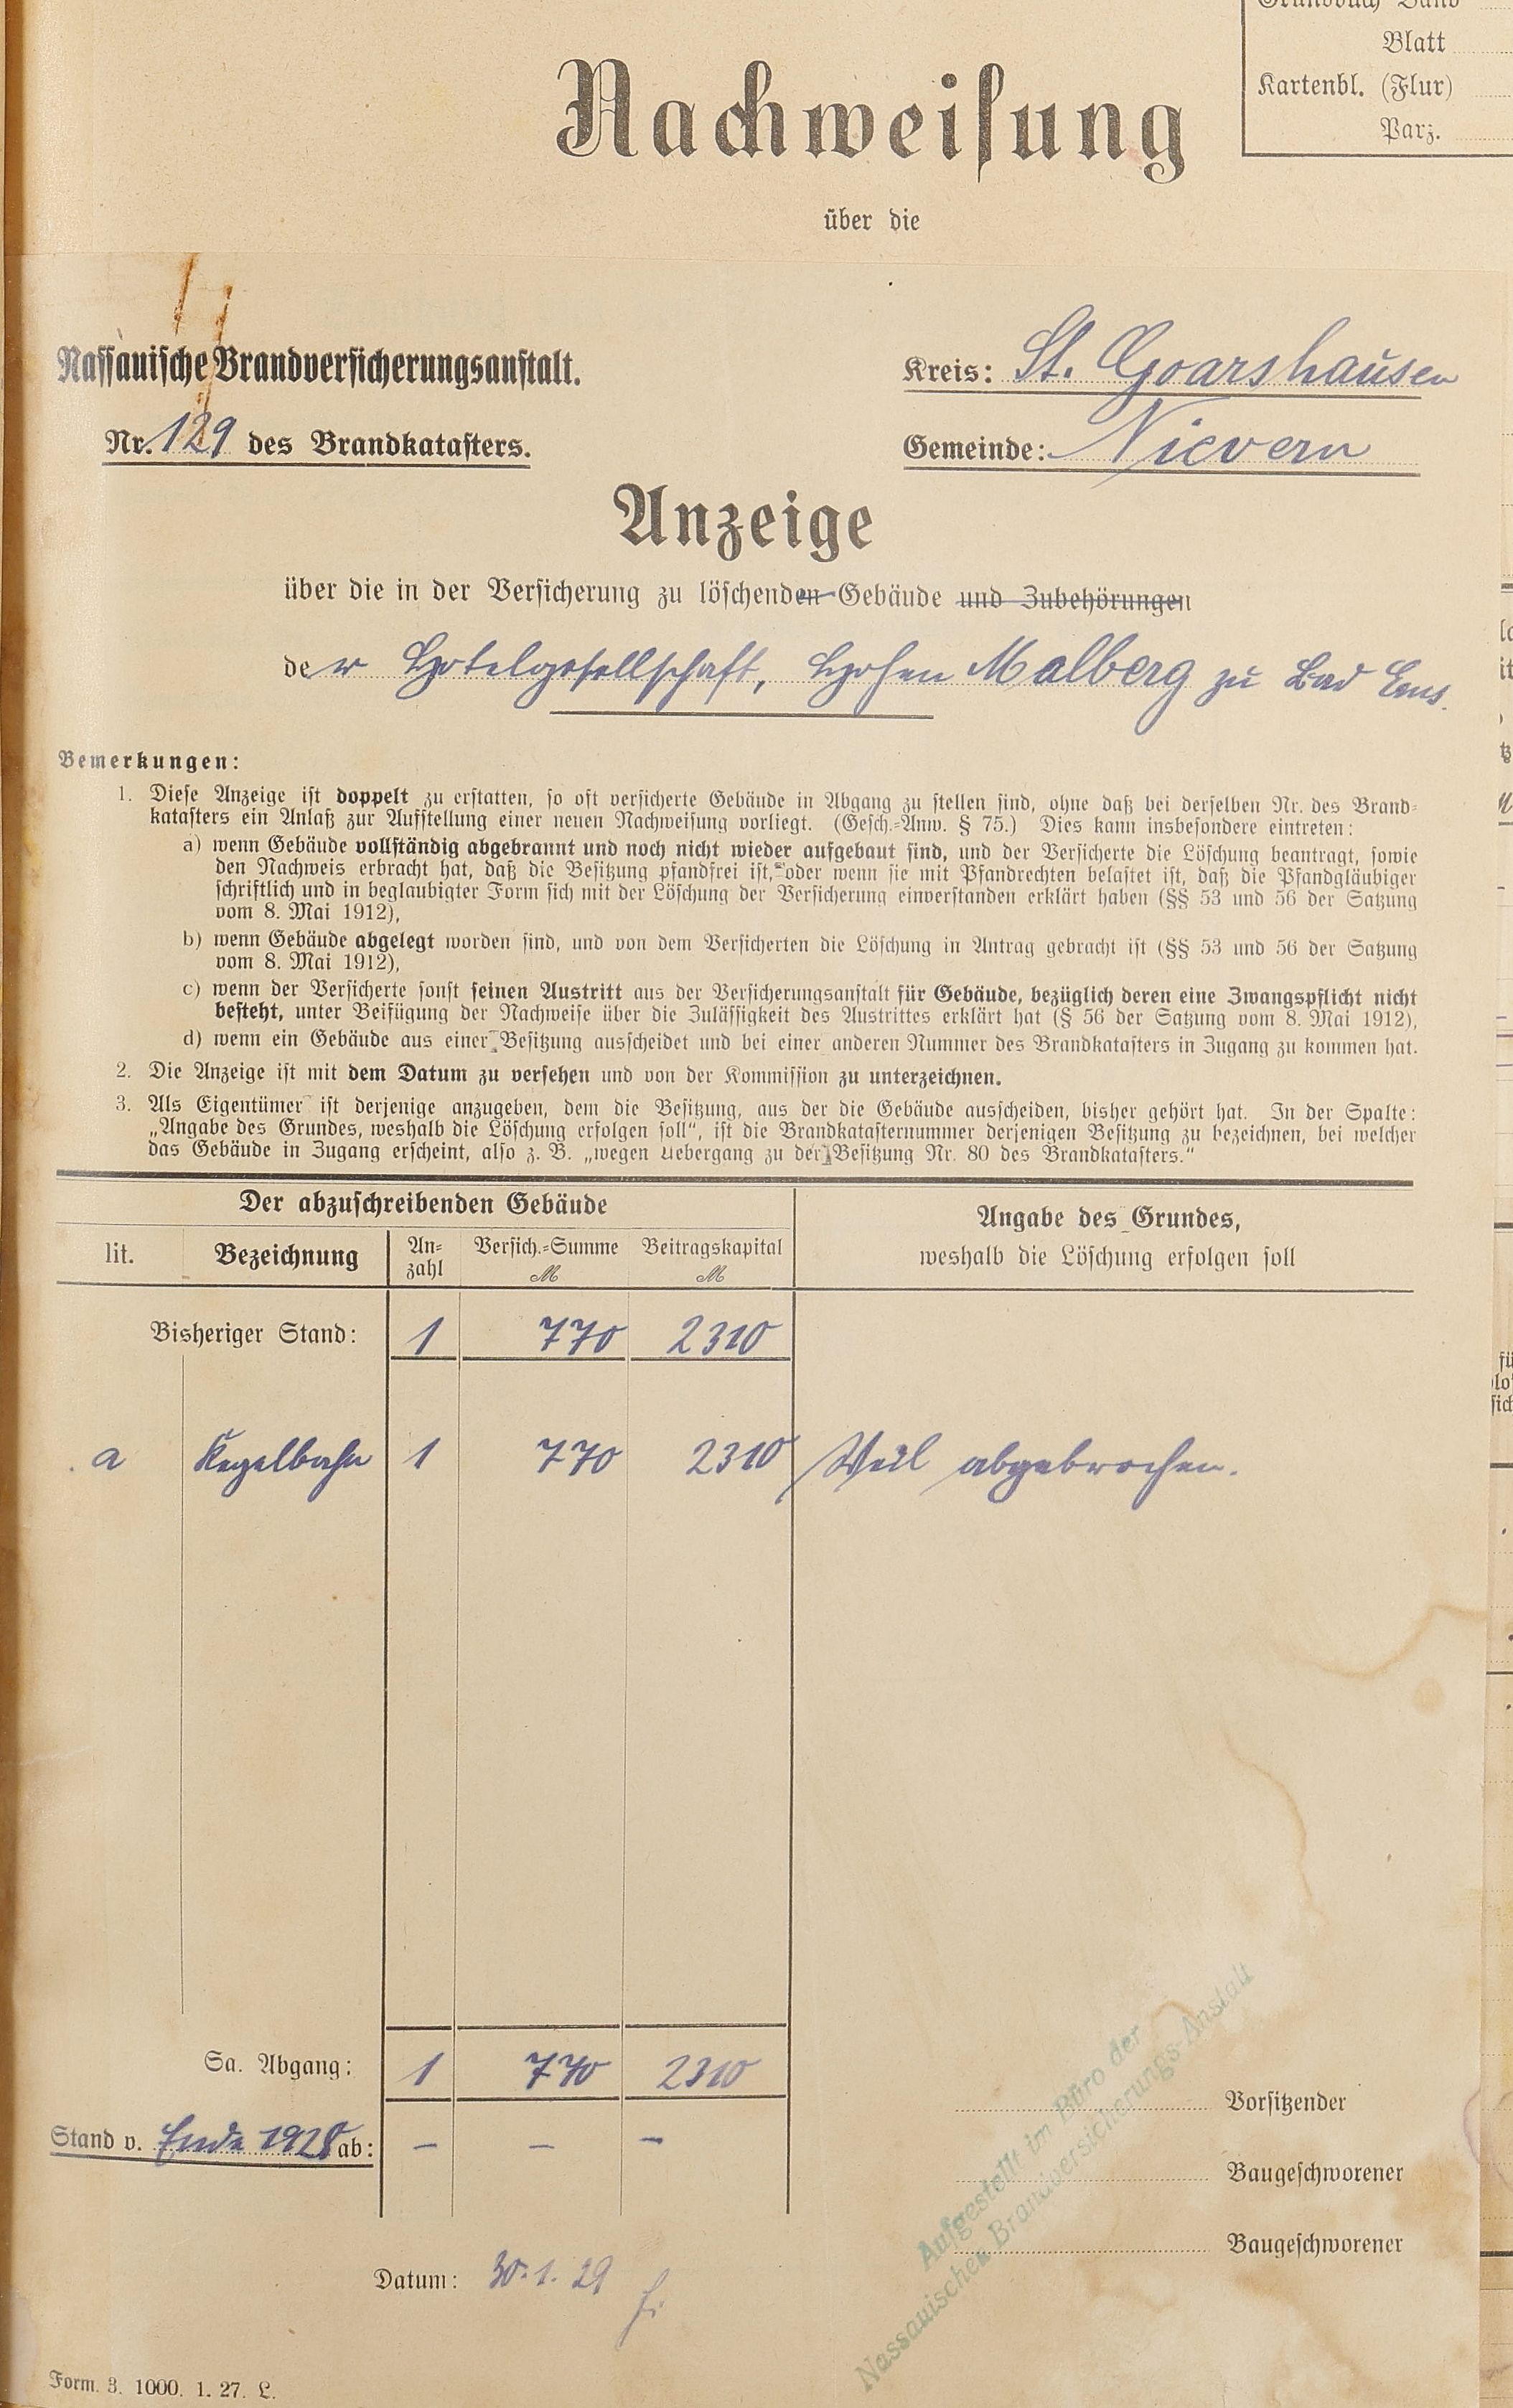 Blatt
Kartenbl. (Flur)
Parz.
Nachweisung
über die
Nassauische Brandversicherungsanstalt.
Kreis: St. Goarshausen
Nr. 129 des Brandkatasters.
Gemeinde: Nievern
Anzeige
über die in der Versicherung zu löschenden Gebäude und Zubehörungen
der Hotelgesellschaft, Hohen Malberg zu Bad Ems.
Bemerkungen:
1. Diese Anzeige ist doppelt zu erstatten, so oft versicherte Gebäude in Abgang zu stellen sind, ohne daß bei derselben Nr. des Brand-
katasters ein Anlaß zur Aufstellung einer neuen Nachweisung vorliegt. (Gesch.-Anw. § 75.) Dies kann insbesondere eintreten:
a) wenn Gebäude vollständig abgebrannt und noch nicht wieder aufgebaut sind, und der Versicherte die Löschung beantragt, sowie
den Nachweis erbracht hat, daß die Besitzung pfandfrei ist, oder wenn sie mit Pfandrechten belastet ist, daß die Pfandgläubiger
schriftlich und in beglaubigter Form sich mit der Löschung der Versicherung einverstanden erklärt haben (§§ 53 und 56 der Satzung
vom 8. Mai 1912),
b) wenn Gebäude abgelegt worden sind, und von dem Versicherten die Löschung in Antrag gebracht ist (§§ 53 und 56 der Satzung
vom 8. Mai 1912),
c) wenn der Versicherte sonst seinen Austritt aus der Versicherungsanstalt für Gebäude, bezüglich deren eine Zwangspflicht nicht
besteht, unter Beifügung der Nachweise über die Zulässigkeit des Austrittes erklärt hat (§ 56 der Satzung vom 8. Mai 1912),
d) wenn ein Gebäude aus einer Besitzung ausscheidet und bei einer anderen Nummer des Brandkatasters in Zugang zu kommen hat.
2. Die Anzeige ist mit dem Datum zu versehen und von der Kommission zu unterzeichnen.
3. Als Eigentümer ist derjenige anzugeben, dem die Besitzung, aus der die Gebäude ausscheiden, bisher gehört hat. In der Spalte:
„Angabe des Grundes, weshalb die Löschung erfolgen soll“, ist die Brandkatasternummer derjenigen Besitzung zu bezeichnen, bei welcher
das Gebäude in Zugang erscheint, also z. B. „wegen Uebergang zu der Besitzung Nr. 80 des Brandkatasters.“
Der abzuschreibenden Gebäude
Angabe des Grundes,
weshalb die Löschung erfolgen soll
lit. Bezeichnung An-zahl Versich.-Summe M Beitragskapital M
Bisheriger Stand: 1 770 2310
a Kegelbahn 1 770 2310 Weil abgebrochen.
Sa. Abgang: 1 770 2310
Stand v. Ende 1928 ab: – – –
Vorsitzender
Baugeschworener
Baugeschworener
Aufgestellt im Büro der
Nassauischen Brandversicherungs-Anstalt
Datum: 30. 1. 29
Form. 3. 1000. 1. 27. L.